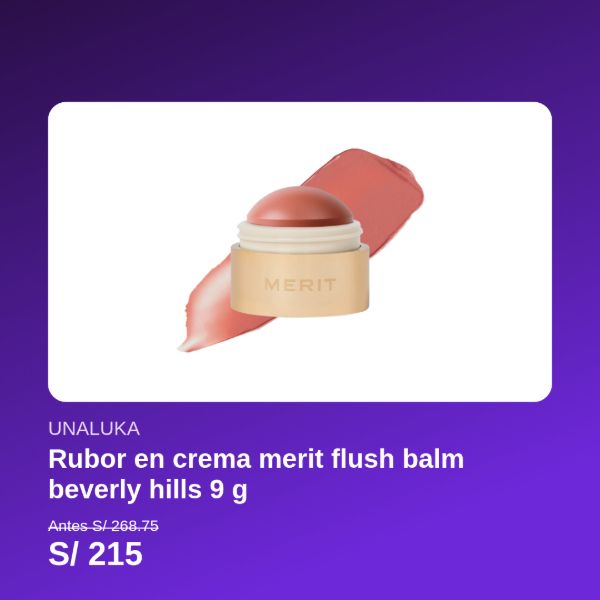 MERIT
UNALUKA
Rubor en crema merit flush balm
beverly hills 9 g
Antes S/ 268.75
S/ 215